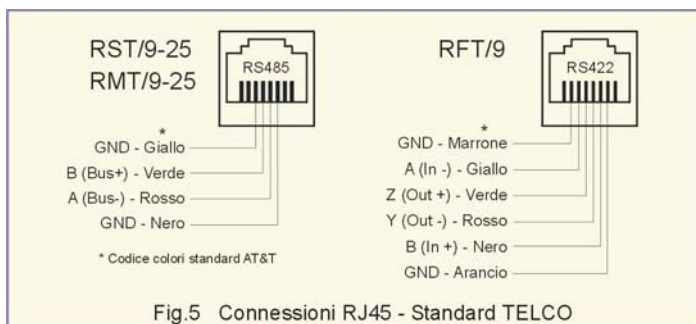 RST/9-25
RMT/9-25
RS485
*
GND - Giallo
B (Bus+) - Verde
A (Bus-) - Rosso
GND - Nero
* Codice colori standard AT&T
RFT/9
RS422
*
GND - Marrone
A (In -) - Giallo
Z (Out +) - Verde
Y (Out -) - Rosso
B (In +) - Nero
GND - Arancio
Fig.5 Connessioni RJ45 - Standard TELCO